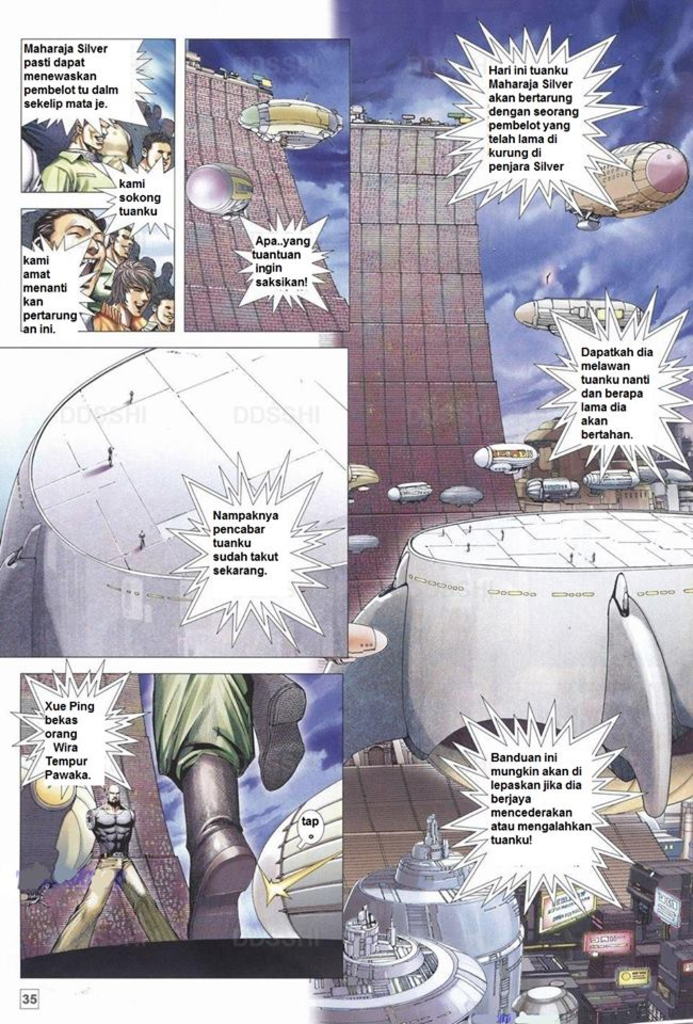 Maharaja Silver
pasti dapat
menewaskan
pembelot tu dalm
sekelip mata je.
kami
sokong
tuanku
kami
amat
menanti
kan
pertarung
an ini.
Apa..yang
tuantuan
ingin
saksikan!
Hari ini tuanku
Maharaja Silver
akan bertarung
dengan seorang
pembelot yang
telah lama di
kurung di
penjara Silver
Dapatkah dia
melawan
tuanku nanti
dan berapa
lama dia
akan
bertahan.
Nampaknya
pencabar
tuanku
sudah takut
sekarang.
Xue Ping
bekas
orang
Wira
Tempur
Pawaka.
tap
Banduan ini
mungkin akan di
lepaskan jika dia
berjaya
mencederakan
atau mengalahkan
tuanku!
DDSSHI
DDSSHI
DDSSHI
35